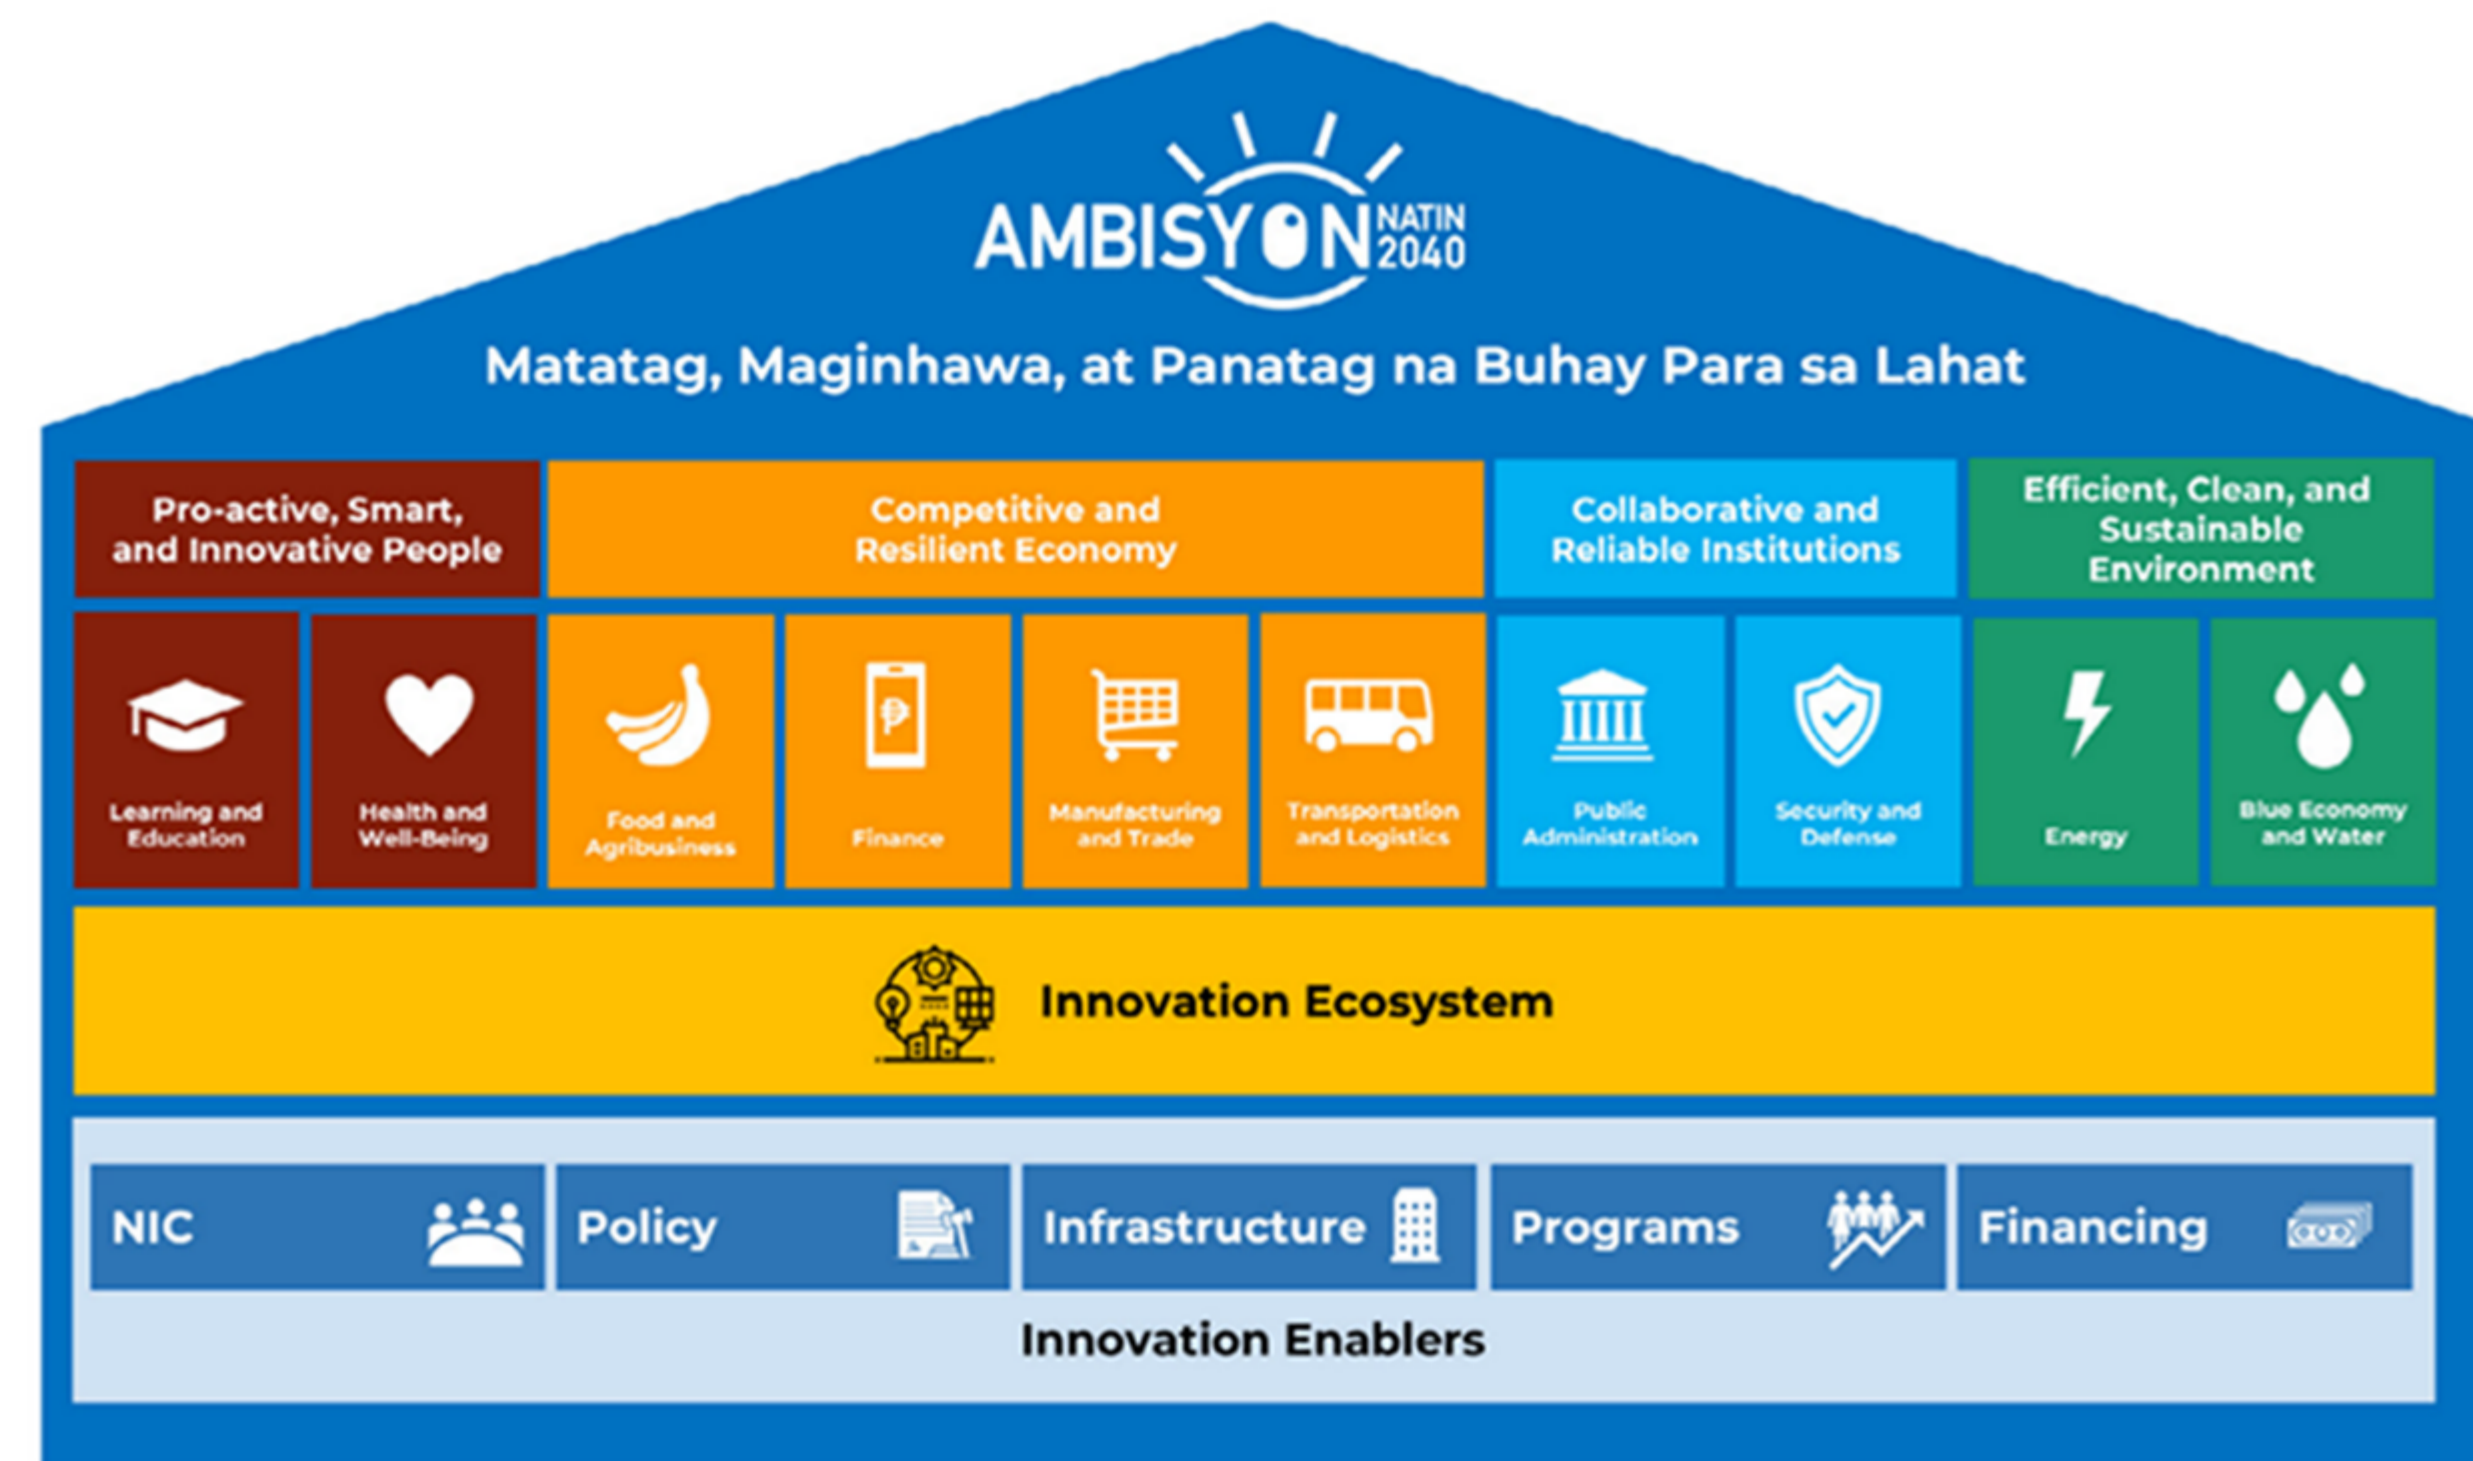 AMBISYON NATIN 2040
Matatag, Maginhawa, at Panatag na Buhay Para sa Lahat
Pro-active, Smart,
and Innovative People
Competitive and
Resilient Economy
Collaborative and
Reliable Institutions
Efficient, Clean, and
Sustainable
Environment
Learning and
Education
Health and
Well-Being
Food and
Agribusiness
Finance
Manufacturing
and Trade
Transportation
and Logistics
Public
Administration
Security and
Defense
Energy
Blue Economy
and Water
Innovation Ecosystem
NIC
Policy
Infrastructure
Programs
Financing
Innovation Enablers